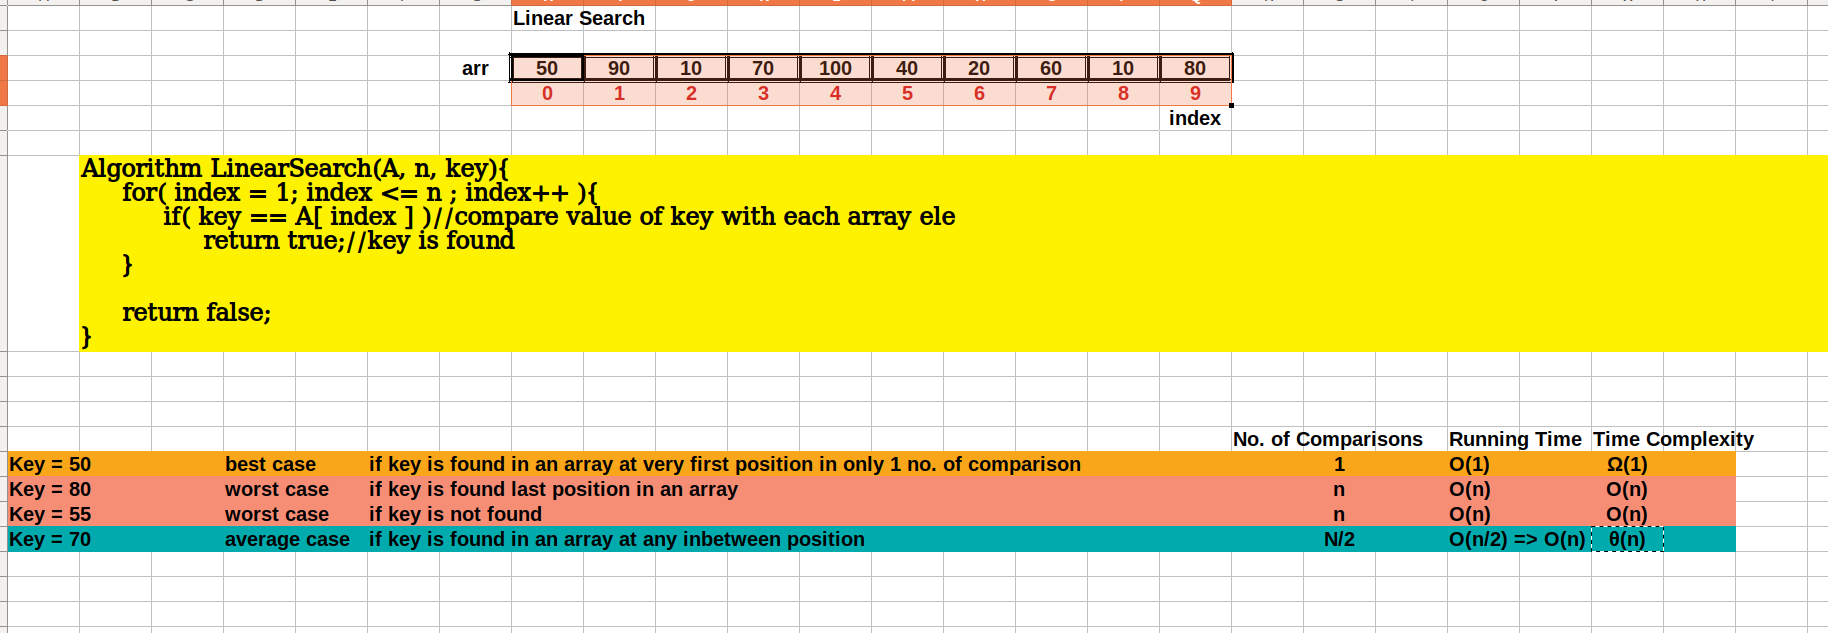 Linear Search
arr 50 90 10 70 100 40 20 60 10 80
0 1 2 3 4 5 6 7 8 9
index
Algorithm LinearSearch(A, n, key){
for( index = 1; index <= n ; index++ ){
if( key == A[ index ] )//compare value of key with each array ele
return true;//key is found
}
return false;
}
No. of Comparisons Running Time Time Complexity
Key = 50 best case if key is found in an array at very first position in only 1 no. of comparison 1 O(1) Ω(1)
Key = 80 worst case if key is found last position in an array n O(n) O(n)
Key = 55 worst case if key is not found n O(n) O(n)
Key = 70 average case if key is found in an array at any inbetween position N/2 O(n/2) => O(n) θ(n)